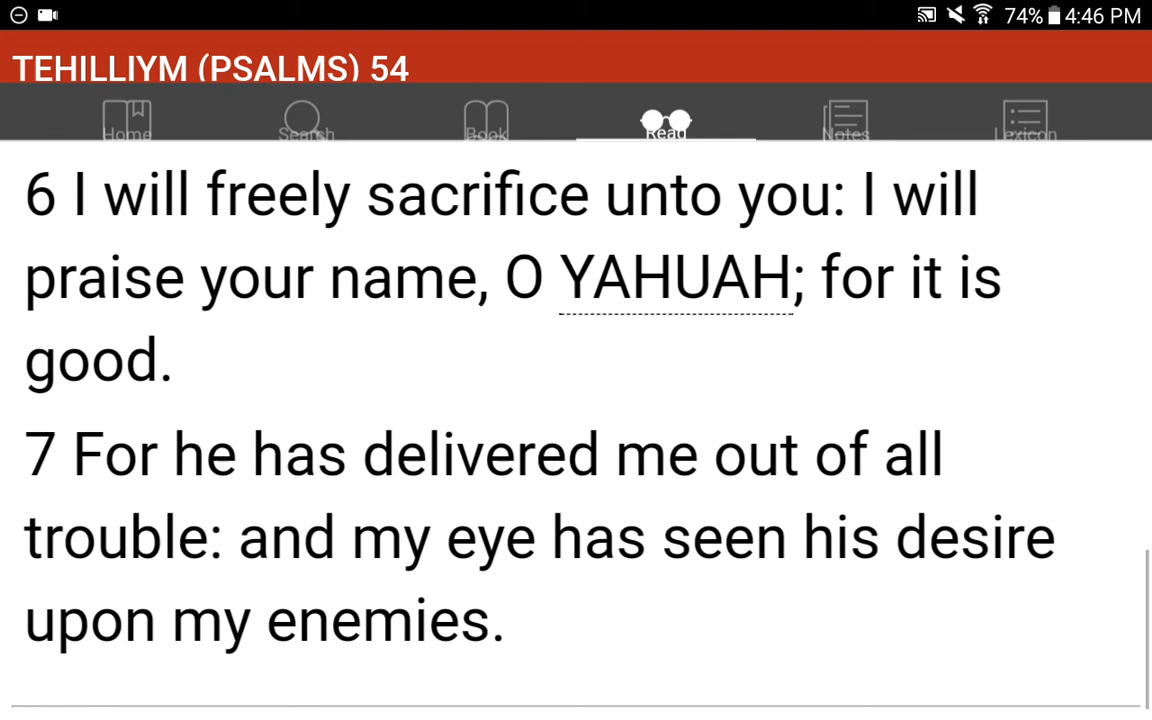 74% 4:46 PM
TEHILLIYM (PSALMS) 54
Home Search Book Read Notes Lexicon
6 I will freely sacrifice unto you: I will
praise your name, O YAHUAH; for it is
good.
7 For he has delivered me out of all
trouble: and my eye has seen his desire
upon my enemies.